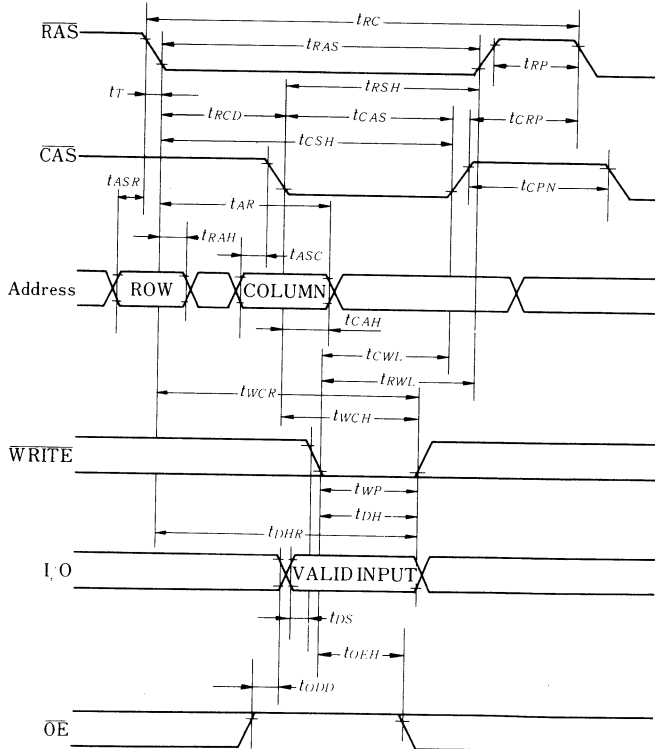 tRC
RAS
tRAS
tRP
tRSH
tT
tRCD
tCAS
tCRP
tCSH
CAS
tASR
tCPN
tAR
tRAH
tASC
Address
ROW
COLUMN
tCAH
tCWL
tRWL
tWCR
tWCH
WRITE
tWP
tDH
tDHR
I/O
VALID INPUT
tDS
tOEH
tODD
OE